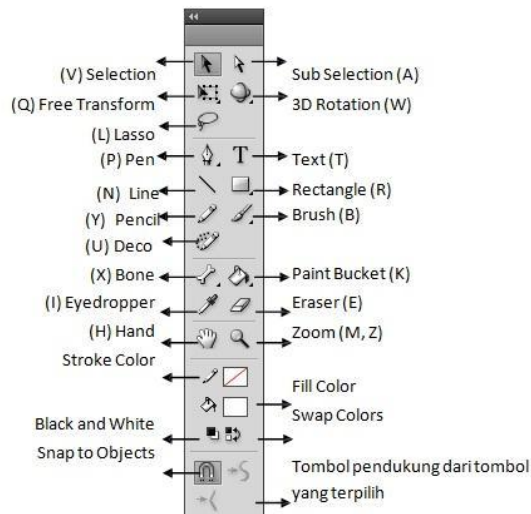 (V) Selection
Sub Selection (A)
(Q) Free Transform
3D Rotation (W)
(L) Lasso
(P) Pen
T
Text (T)
(N) Line
Rectangle (R)
(Y) Pencil
Brush (B)
(U) Deco
(X) Bone
Paint Bucket (K)
(I) Eyedropper
Eraser (E)
(H) Hand
Zoom (M, Z)
Stroke Color
Fill Color
Swap Colors
Black and White
Snap to Objects
Tombol pendukung dari tombol
yang terpilih